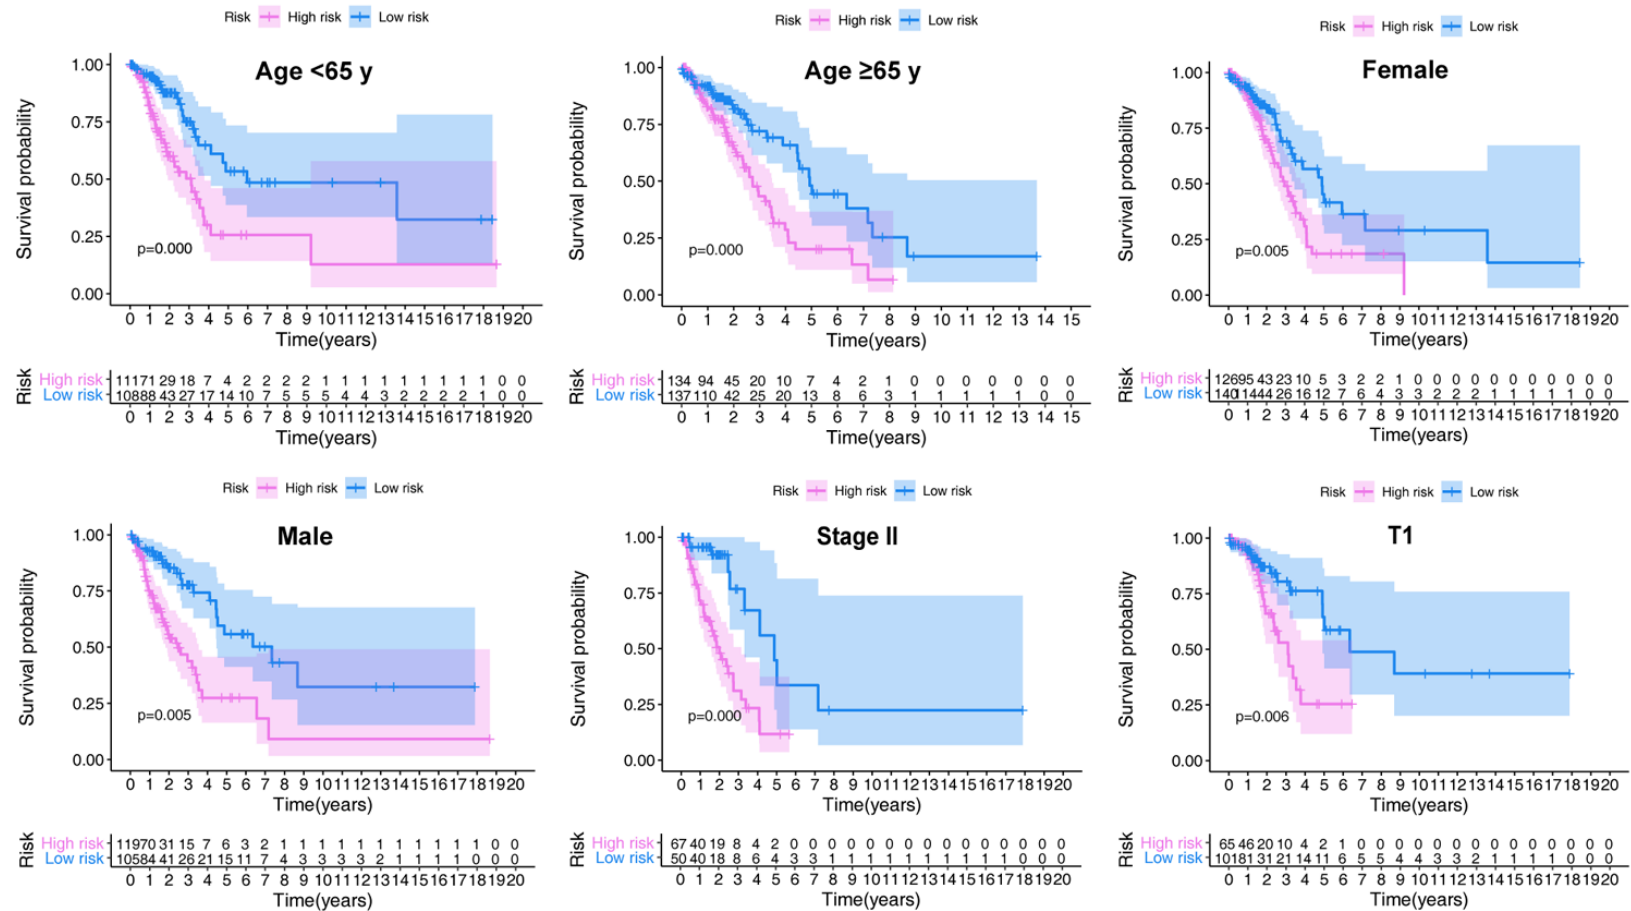 Risk High risk Low risk
Age <65 y
Survival probability
1.00
0.75
0.50
0.25
0.00
p=0.000
0 1 2 3 4 5 6 7 8 9 10 11 12 13 14 15 16 17 18 19 20
Time(years)
Risk
High risk 111 71 29 18 7 4 2 2 2 2 1 1 1 1 1 1 1 1 1 0 0
Low risk 108 88 43 27 17 14 10 7 5 5 5 4 4 3 2 2 2 2 1 0 0
0 1 2 3 4 5 6 7 8 9 10 11 12 13 14 15 16 17 18 19 20
Time(years)
Risk High risk Low risk
Age ≥65 y
Survival probability
1.00
0.75
0.50
0.25
0.00
p=0.000
0 1 2 3 4 5 6 7 8 9 10 11 12 13 14 15
Time(years)
Risk
High risk 134 94 45 20 10 7 4 2 1 0 0 0 0 0 0 0
Low risk 137 110 42 25 20 13 8 6 3 1 1 1 1 1 0 0
0 1 2 3 4 5 6 7 8 9 10 11 12 13 14 15
Time(years)
Risk High risk Low risk
Female
Survival probability
1.00
0.75
0.50
0.25
0.00
p=0.005
0 1 2 3 4 5 6 7 8 9 10 11 12 13 14 15 16 17 18 19 20
Time(years)
Risk
High risk 126 95 43 23 10 5 3 2 2 1 0 0 0 0 0 0 0 0 0 0 0
Low risk 140 114 44 26 16 12 7 6 4 3 3 2 2 2 1 1 1 1 1 0 0
0 1 2 3 4 5 6 7 8 9 10 11 12 13 14 15 16 17 18 19 20
Time(years)
Risk High risk Low risk
Male
Survival probability
1.00
0.75
0.50
0.25
0.00
p=0.005
0 1 2 3 4 5 6 7 8 9 10 11 12 13 14 15 16 17 18 19 20
Time(years)
Risk
High risk 119 70 31 15 7 6 3 2 1 1 1 1 1 1 1 1 1 1 1 0 0
Low risk 105 84 41 26 21 15 11 7 4 3 3 3 3 2 1 1 1 1 0 0 0
0 1 2 3 4 5 6 7 8 9 10 11 12 13 14 15 16 17 18 19 20
Time(years)
Risk High risk Low risk
Stage II
Survival probability
1.00
0.75
0.50
0.25
0.00
p=0.000
0 1 2 3 4 5 6 7 8 9 10 11 12 13 14 15 16 17 18 19 20
Time(years)
Risk
High risk 67 40 19 8 4 2 0 0 0 0 0 0 0 0 0 0 0 0 0 0 0
Low risk 50 40 18 8 6 4 3 3 1 1 1 1 1 1 1 1 1 1 0 0 0
0 1 2 3 4 5 6 7 8 9 10 11 12 13 14 15 16 17 18 19 20
Time(years)
Risk High risk Low risk
T1
Survival probability
1.00
0.75
0.50
0.25
0.00
p=0.006
0 1 2 3 4 5 6 7 8 9 10 11 12 13 14 15 16 17 18 19 20
Time(years)
Risk
High risk 65 46 20 10 4 2 1 0 0 0 0 0 0 0 0 0 0 0 0 0 0
Low risk 101 81 31 21 14 11 6 5 5 4 4 3 3 2 1 1 1 1 0 0 0
0 1 2 3 4 5 6 7 8 9 10 11 12 13 14 15 16 17 18 19 20
Time(years)